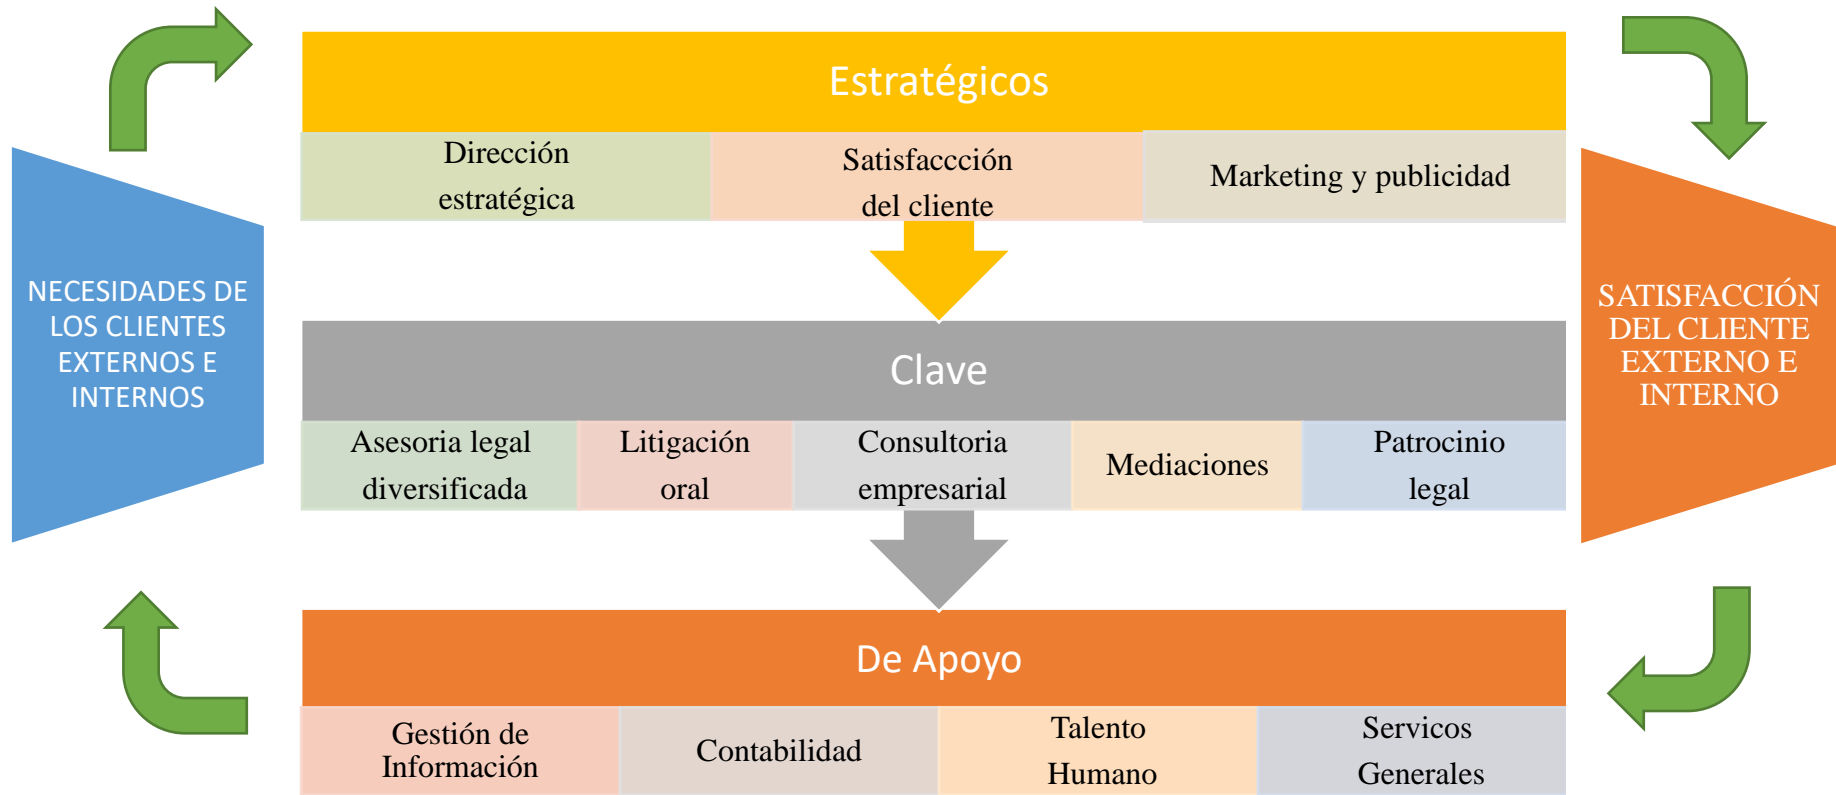 Estratégicos
Dirección
estratégica
Satisfaccción
del cliente
Marketing y publicidad
NECESIDADES DE
LOS CLIENTES
EXTERNOS E
INTERNOS
SATISFACCIÓN
DEL CLIENTE
EXTERNO E
INTERNO
Clave
Asesoria legal
diversificada
Litigación
oral
Consultoria
empresarial
Mediaciones
Patrocinio
legal
De Apoyo
Gestión de
Información
Contabilidad
Talento
Humano
Servicos
Generales